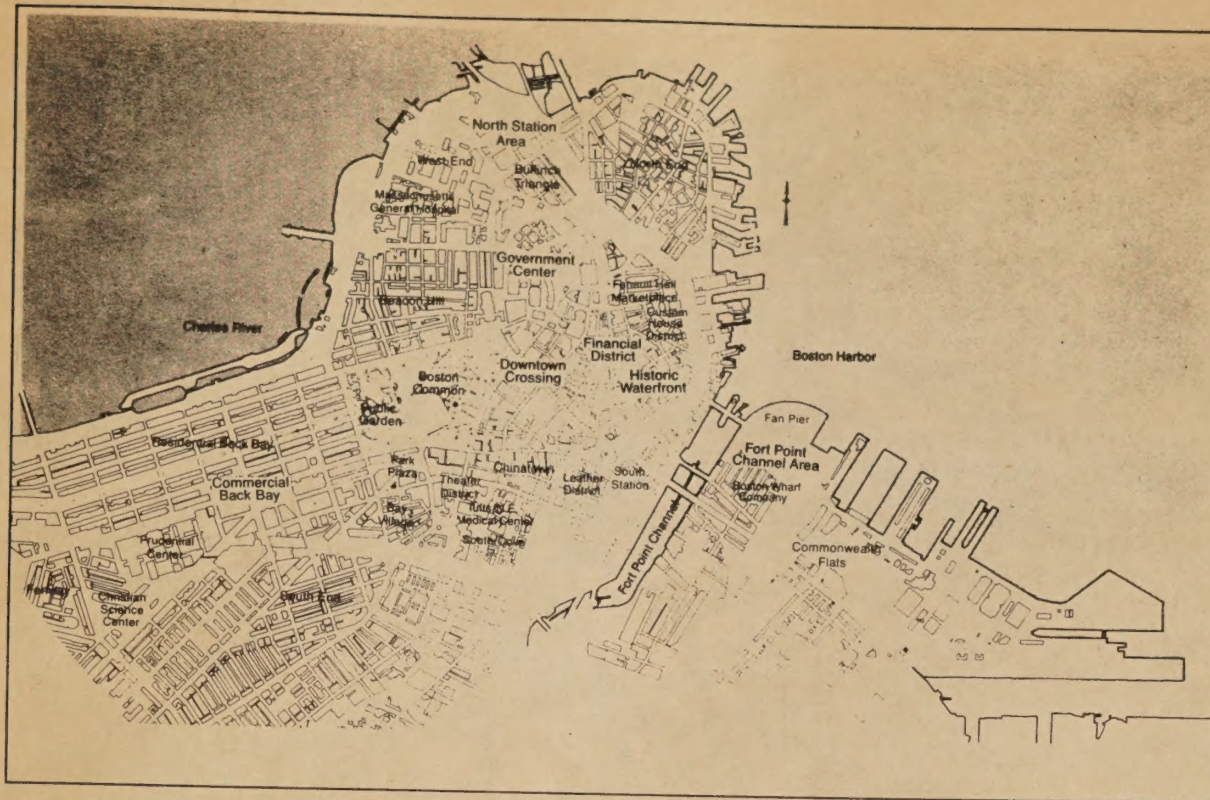 North Station
Area
West End
Bulfinch
Triangle
North End
Massachusetts
General Hospital
Government
Center
Faneuil Hall
Marketplace
Beacon Hill
Custom
House
District
Charles River
Financial
District
Downtown
Crossing
Boston Harbor
Historic
Waterfront
Boston
Common
Public
Garden
Fan Pier
Residential Back Bay
Fort Point
Channel Area
Park
Plaza
Chinatown
Commercial
Back Bay
Theater
District
Leather
District
South
Station
Boston Wharf
Company
Bay
Village
Tufts N.E.
Medical Center
South Cove
Fort Point Channel
Prudential
Center
Commonwealth
Flats
Fenway
Christian
Science
Center
South End